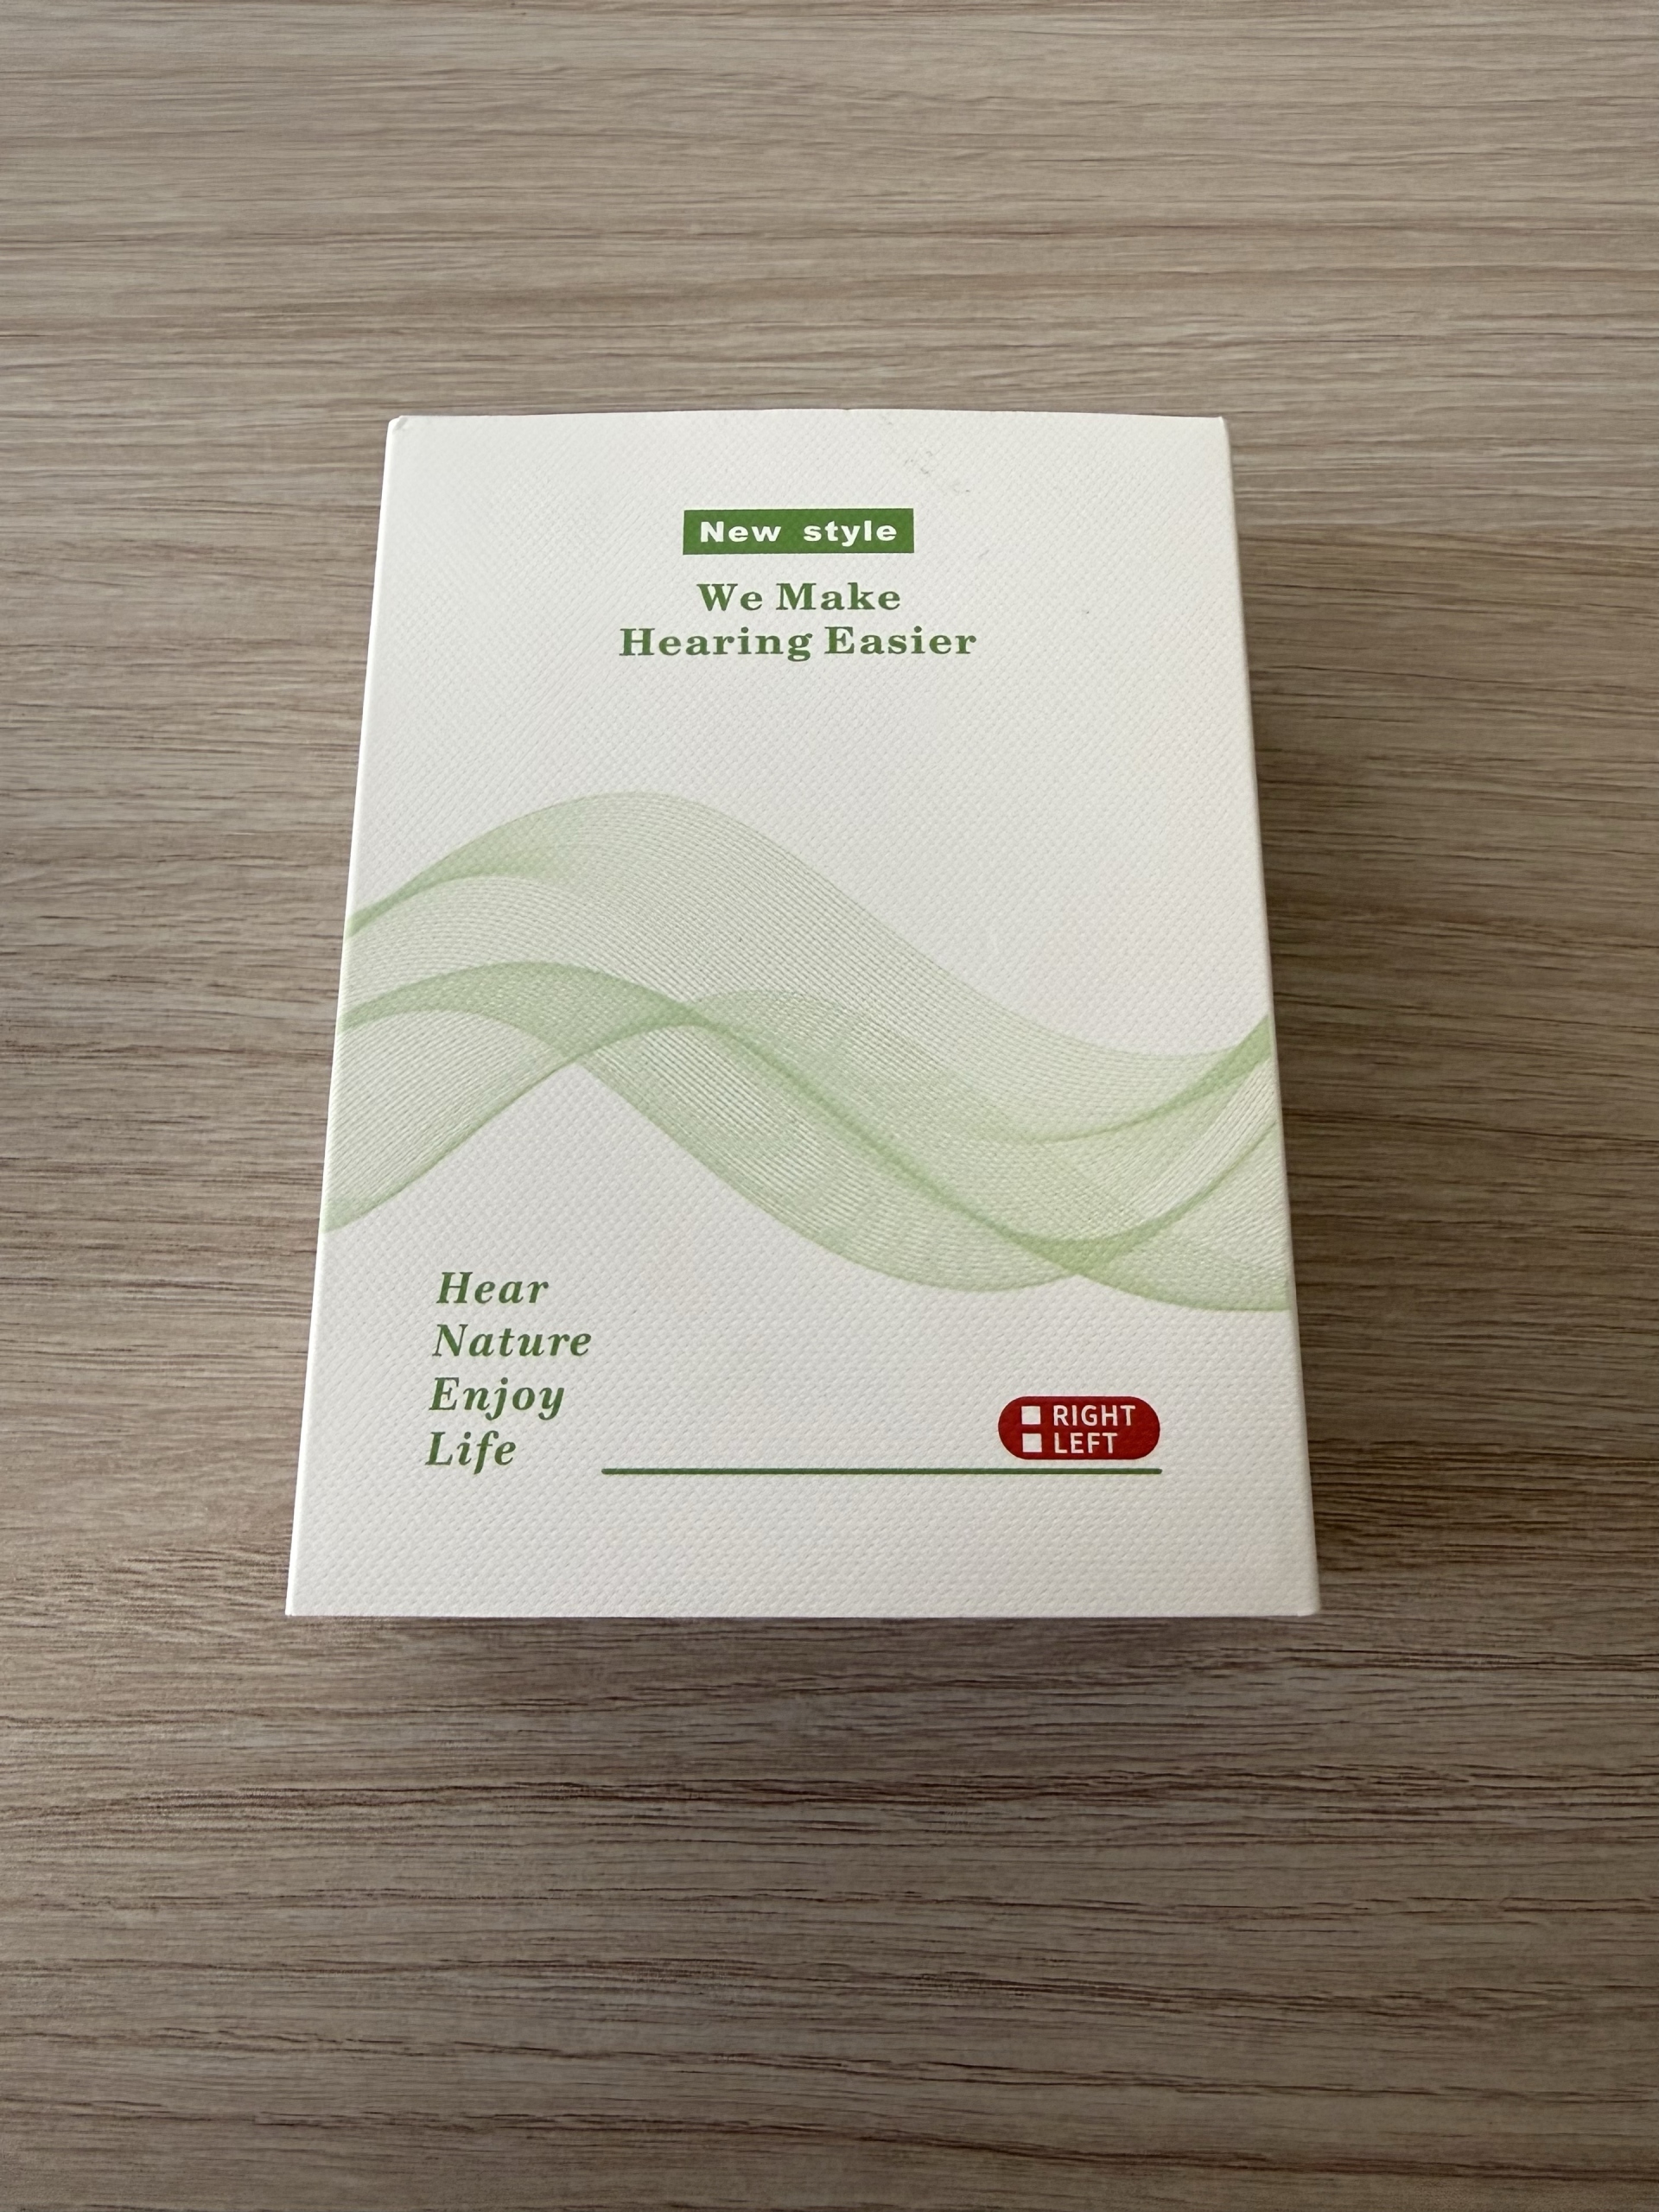 New style
We Make
Hearing Easier
Hear
Nature
Enjoy
Life
RIGHT
LEFT